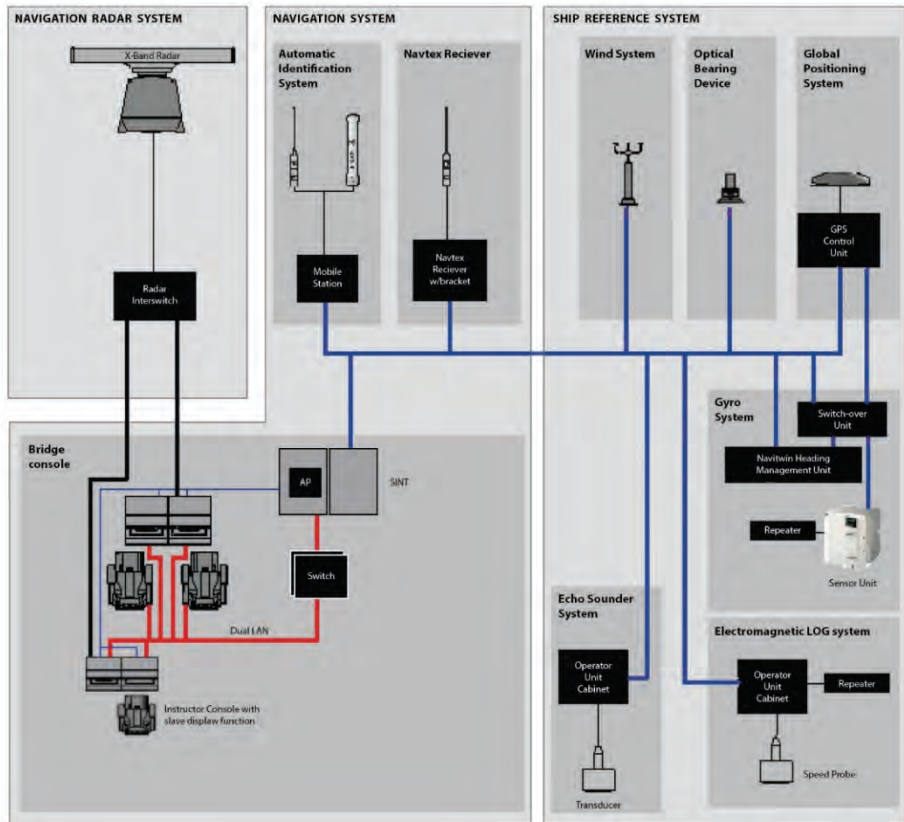 NAVIGATION RADAR SYSTEM
X-Band Radar
Radar
Interswitch
NAVIGATION SYSTEM
Automatic
Identification
System
Mobile
Station
Navtex Reciever
Navtex
Reciever
w/bracket
SHIP REFERENCE SYSTEM
Wind System
Optical
Bearing
Device
Global
Positioning
System
GPS
Control
Unit
Gyro
System
Switch-over
Unit
Navitwin Heading
Management Unit
Repeater
Sensor Unit
Bridge
console
AP
SINT
Switch
Dual LAN
Instructor Console with
slave displaw function
Echo Sounder
System
Operator
Unit
Cabinet
Transducer
Electromagnetic LOG system
Operator
Unit
Cabinet
Repeater
Speed Probe